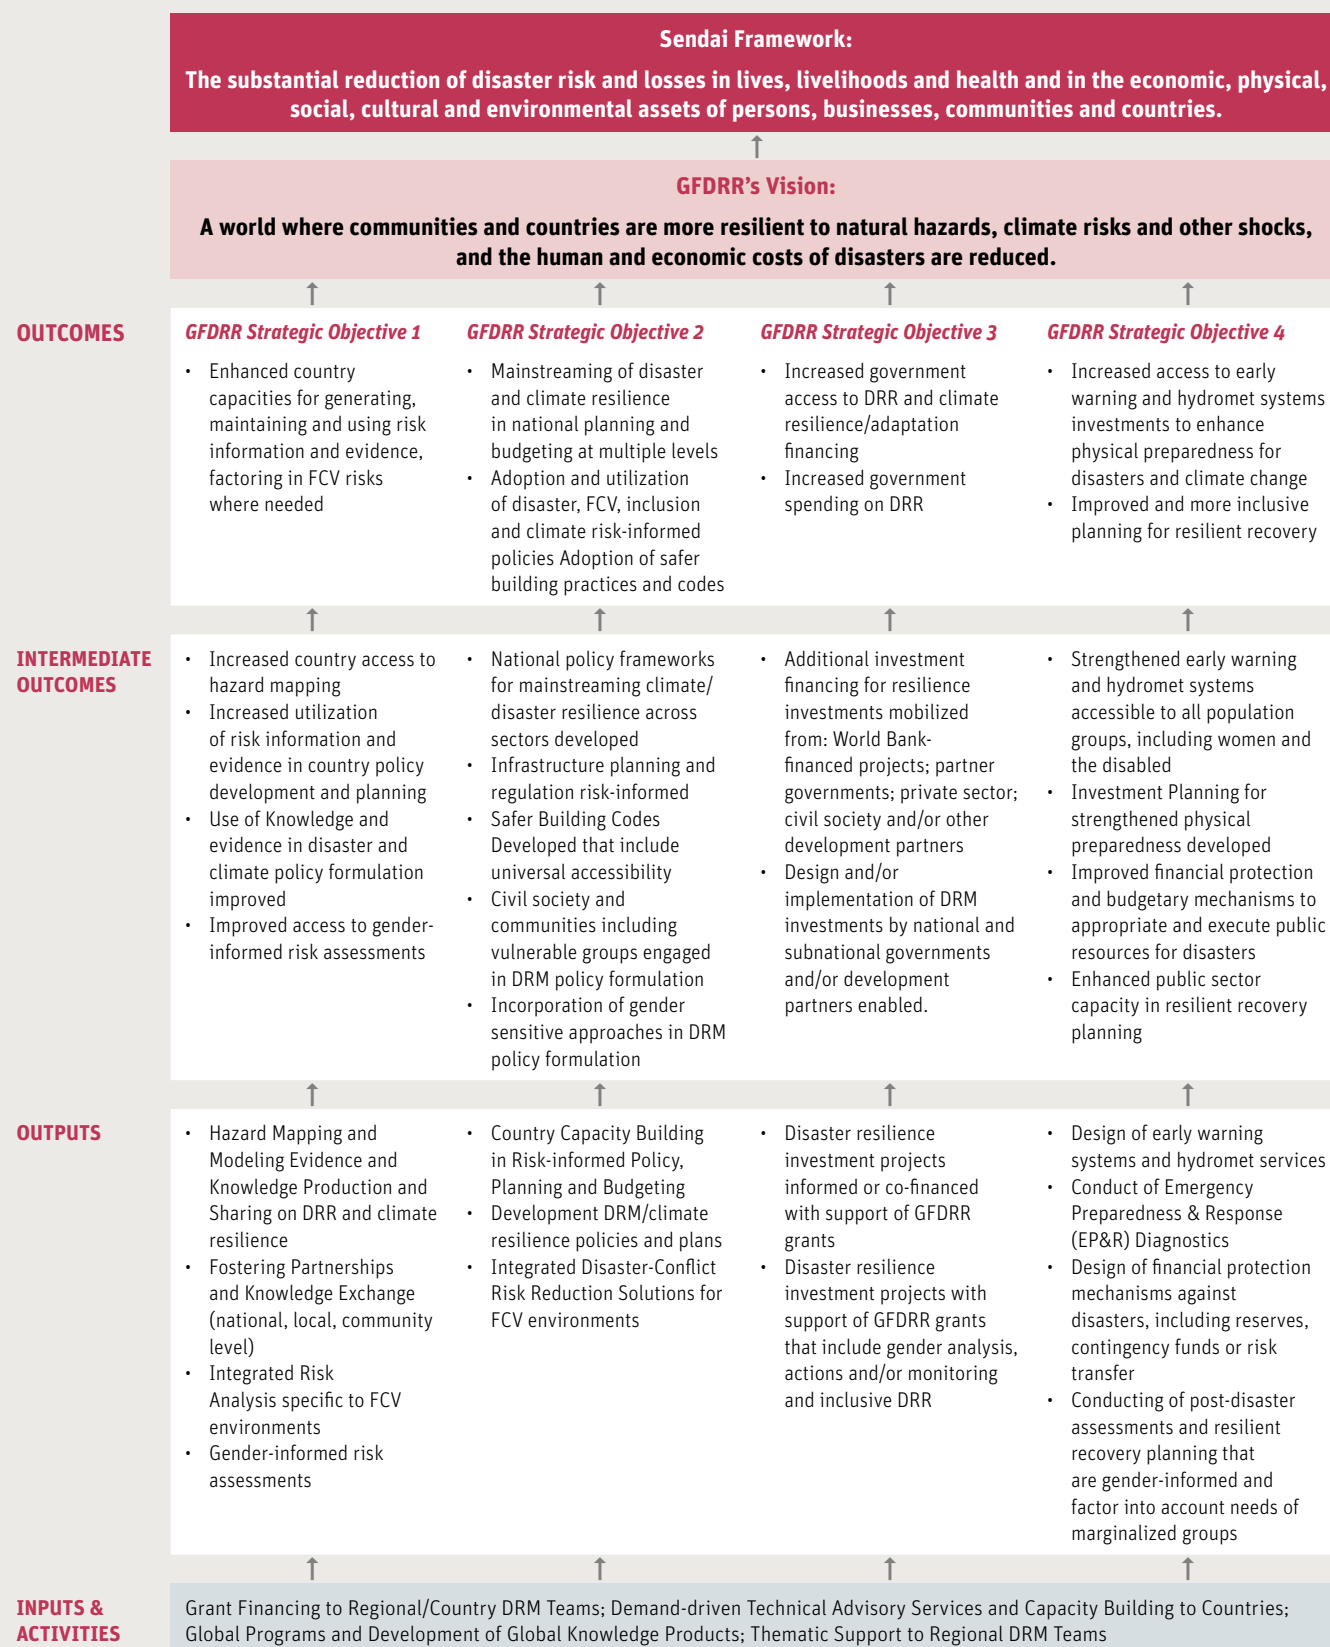 Sendai Framework:
The substantial reduction of disaster risk and losses in lives, livelihoods and health and in the economic, physical,
social, cultural and environmental assets of persons, businesses, communities and countries.
↑
GFDRR's Vision:
A world where communities and countries are more resilient to natural hazards, climate risks and other shocks,
and the human and economic costs of disasters are reduced.
↑ ↑ ↑ ↑
OUTCOMES
GFDRR Strategic Objective 1
• Enhanced country
capacities for generating,
maintaining and using risk
information and evidence,
factoring in FCV risks
where needed
GFDRR Strategic Objective 2
• Mainstreaming of disaster
and climate resilience
in national planning and
budgeting at multiple levels
• Adoption and utilization
of disaster, FCV, inclusion
and climate risk-informed
policies Adoption of safer
building practices and codes
GFDRR Strategic Objective 3
• Increased government
access to DRR and climate
resilience/adaptation
financing
• Increased government
spending on DRR
GFDRR Strategic Objective 4
• Increased access to early
warning and hydromet systems
investments to enhance
physical preparedness for
disasters and climate change
• Improved and more inclusive
planning for resilient recovery
↑ ↑ ↑ ↑
INTERMEDIATE
OUTCOMES
• Increased country access to
hazard mapping
• Increased utilization
of risk information and
evidence in country policy
development and planning
• Use of Knowledge and
evidence in disaster and
climate policy formulation
improved
• Improved access to gender-
informed risk assessments
• National policy frameworks
for mainstreaming climate/
disaster resilience across
sectors developed
• Infrastructure planning and
regulation risk-informed
• Safer Building Codes
Developed that include
universal accessibility
• Civil society and
communities including
vulnerable groups engaged
in DRM policy formulation
• Incorporation of gender
sensitive approaches in DRM
policy formulation
• Additional investment
financing for resilience
investments mobilized
from: World Bank-
financed projects; partner
governments; private sector;
civil society and/or other
development partners
• Design and/or
implementation of DRM
investments by national and
subnational governments
and/or development
partners enabled.
• Strengthened early warning
and hydromet systems
accessible to all population
groups, including women and
the disabled
• Investment Planning for
strengthened physical
preparedness developed
• Improved financial protection
and budgetary mechanisms to
appropriate and execute public
resources for disasters
• Enhanced public sector
capacity in resilient recovery
planning
↑ ↑ ↑ ↑
OUTPUTS
• Hazard Mapping and
Modeling Evidence and
Knowledge Production and
Sharing on DRR and climate
resilience
• Fostering Partnerships
and Knowledge Exchange
(national, local, community
level)
• Integrated Risk
Analysis specific to FCV
environments
• Gender-informed risk
assessments
• Country Capacity Building
in Risk-informed Policy,
Planning and Budgeting
• Development DRM/climate
resilience policies and plans
• Integrated Disaster-Conflict
Risk Reduction Solutions for
FCV environments
• Disaster resilience
investment projects
informed or co-financed
with support of GFDRR
grants
• Disaster resilience
investment projects with
support of GFDRR grants
that include gender analysis,
actions and/or monitoring
and inclusive DRR
• Design of early warning
systems and hydromet services
• Conduct of Emergency
Preparedness & Response
(EP&R) Diagnostics
• Design of financial protection
mechanisms against
disasters, including reserves,
contingency funds or risk
transfer
• Conducting of post-disaster
assessments and resilient
recovery planning that
are gender-informed and
factor into account needs of
marginalized groups
↑ ↑ ↑ ↑
INPUTS &
ACTIVITIES
Grant Financing to Regional/Country DRM Teams; Demand-driven Technical Advisory Services and Capacity Building to Countries;
Global Programs and Development of Global Knowledge Products; Thematic Support to Regional DRM Teams